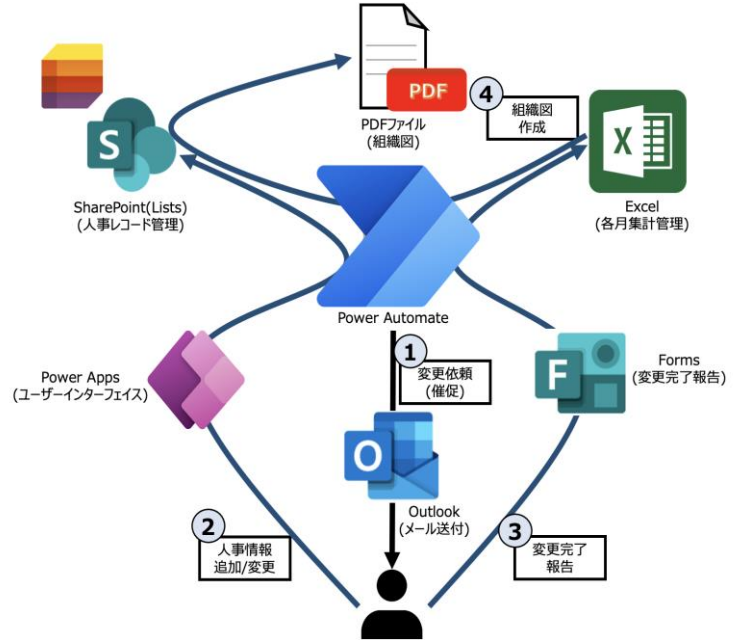 PDF
PDFファイル
(組織図)
4
組織図
作成
S
SharePoint(Lists)
(人事レコード管理)
X
Excel
(各月集計管理)
Power Automate
1
変更依頼
(催促)
Power Apps
(ユーザーインターフェイス)
F
Forms
(変更完了報告)
O
Outlook
(メール送付)
2
人事情報
追加/変更
3
変更完了
報告